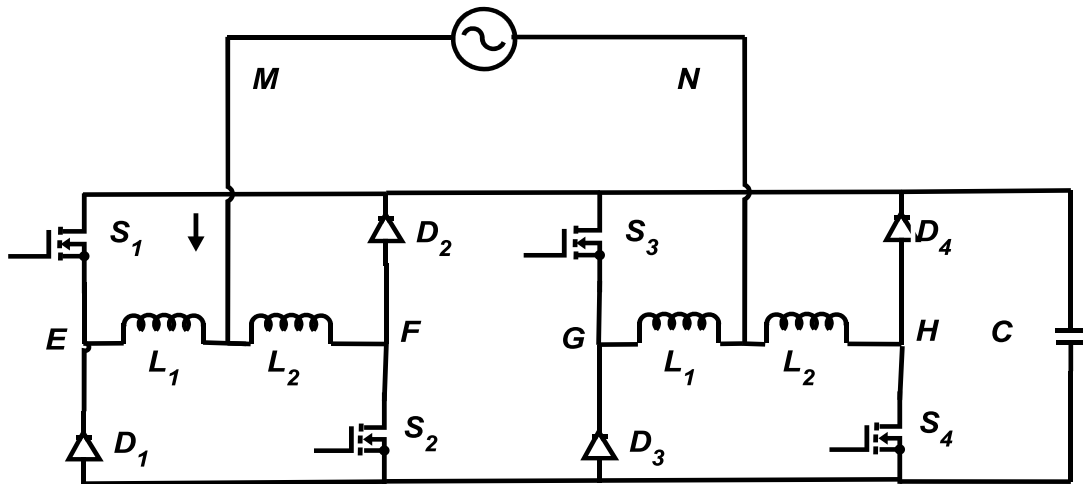 M N
S1 D2 S3 D4
E F G H C
L1 L2 L1 L2
D1 S2 D3 S4